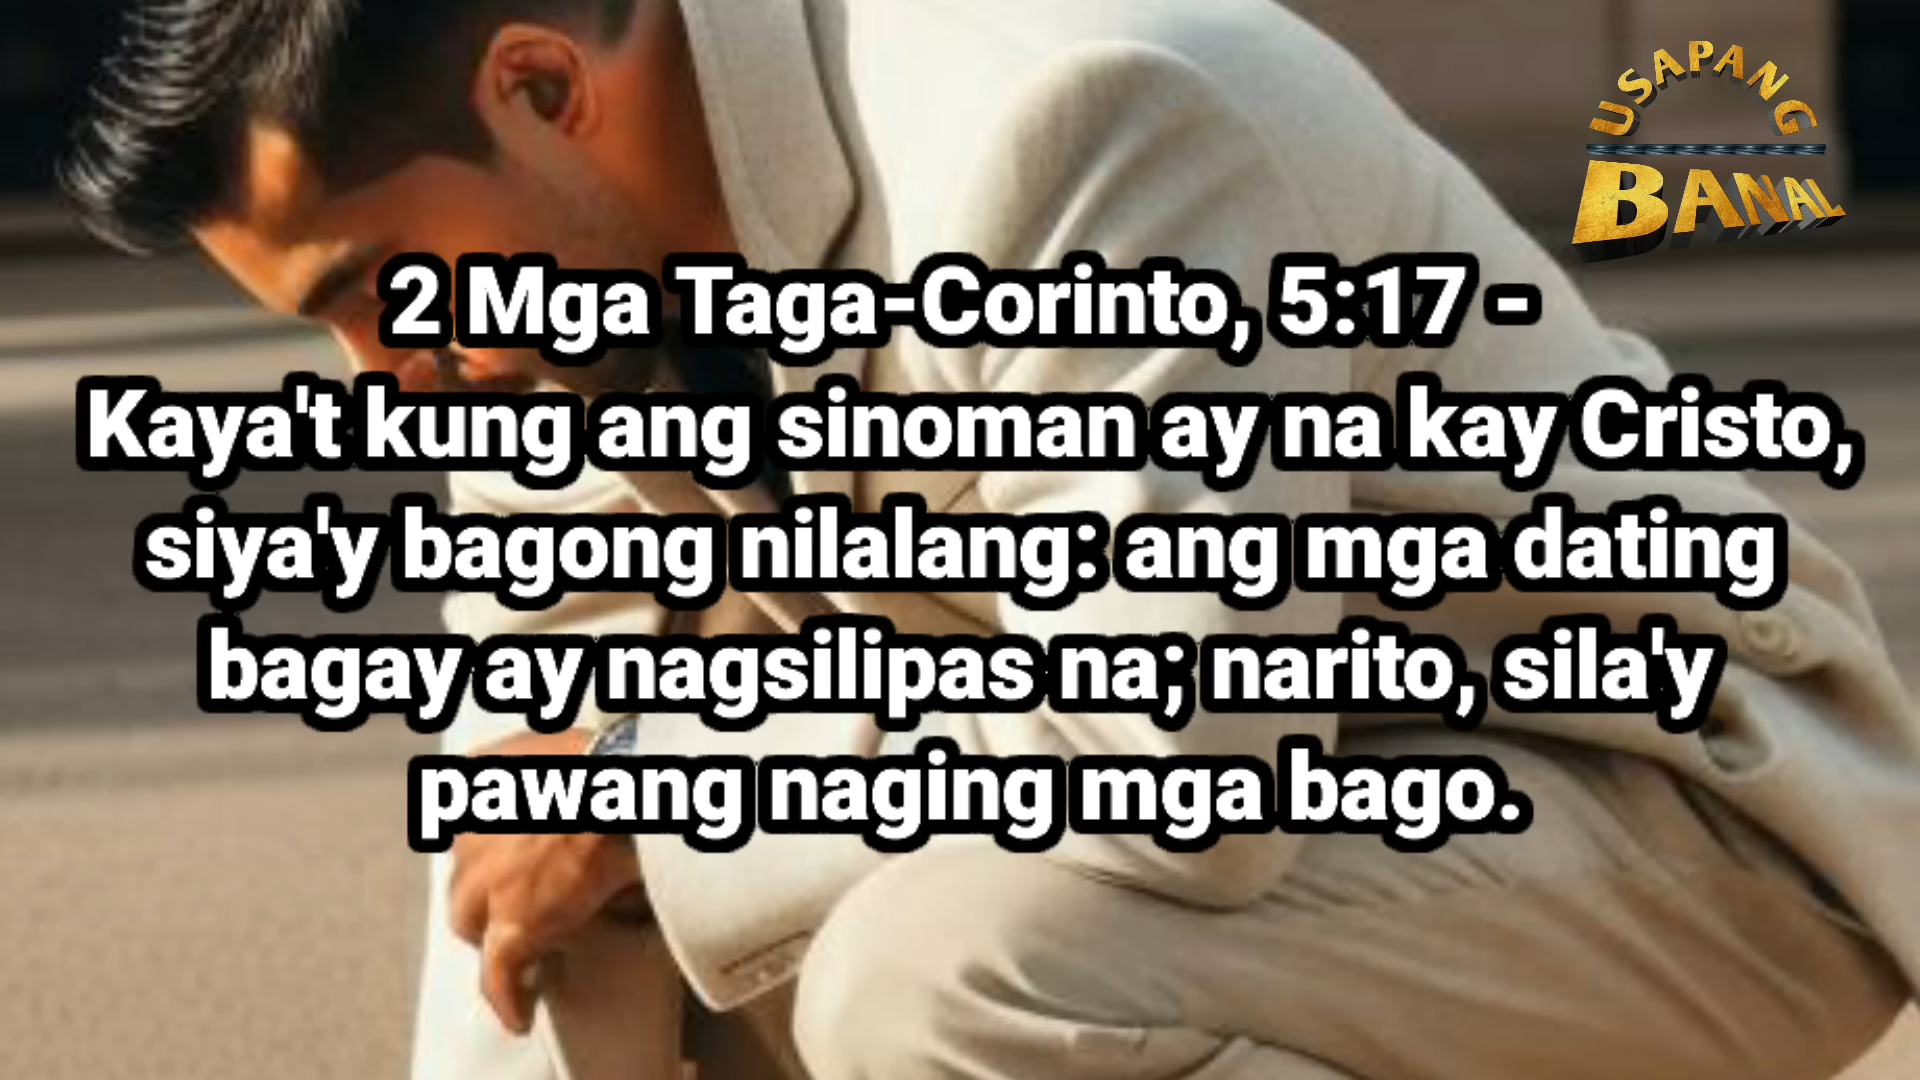 USAPANG
BANAL
2 Mga Taga-Corinto, 5:17 -
Kaya't kung ang sinoman ay na kay Cristo,
siya'y bagong nilalang: ang mga dating
bagay ay nagsilipas na; narito, sila'y
pawang naging mga bago.